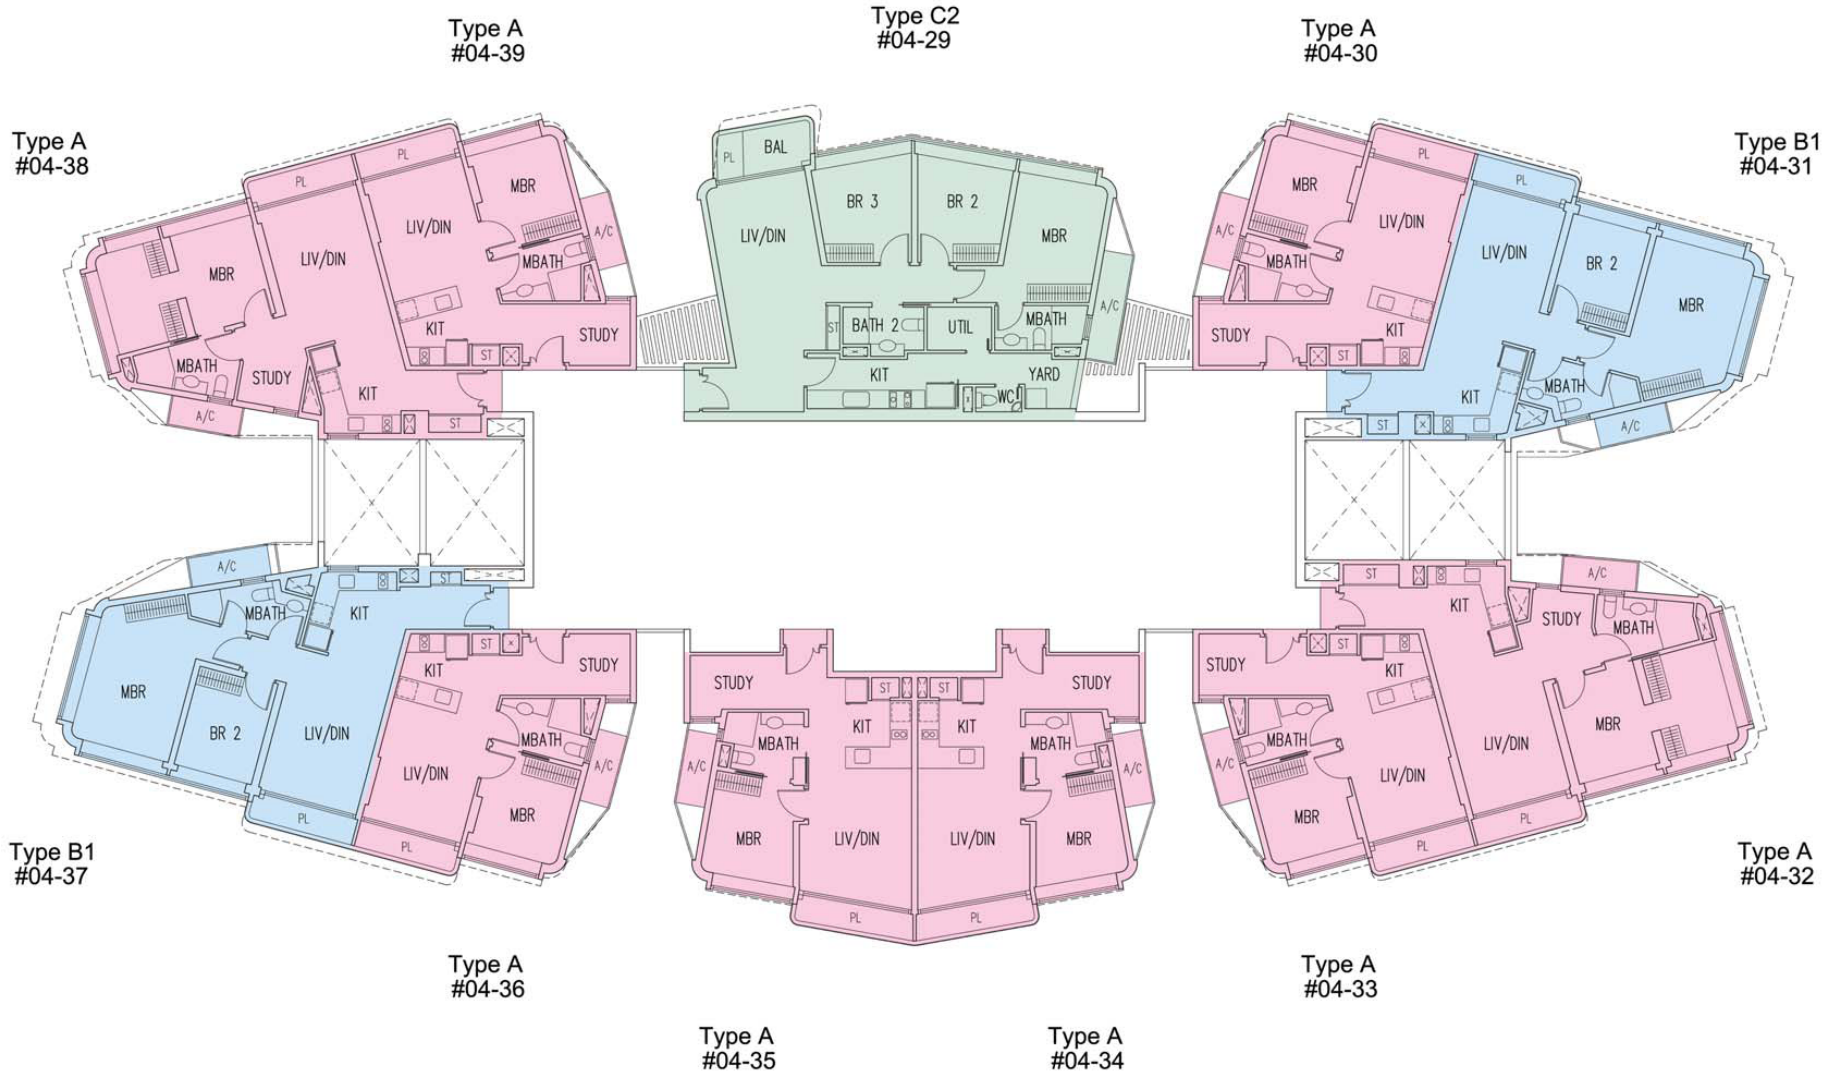 Type A
#04-39
Type C2
#04-29
Type A
#04-30
Type A
#04-38
Type B1
#04-31
PL
PL
MBR
LIV/DIN
LIV/DIN
MBR
A/C
MBATH
KIT
STUDY
ST
MBATH
STUDY
KIT
A/C
ST
PL
BAL
BR 3
BR 2
LIV/DIN
MBR
A/C
ST
BATH 2
UTIL
MBATH
KIT
YARD
WC
PL
PL
MBR
LIV/DIN
LIV/DIN
BR 2
MBR
A/C
MBATH
STUDY
KIT
ST
MBATH
KIT
ST
A/C
A/C
ST
MBATH
KIT
MBR
BR 2
LIV/DIN
PL
KIT
ST
STUDY
MBATH
LIV/DIN
A/C
MBR
PL
STUDY
ST
KIT
MBATH
A/C
MBR
LIV/DIN
PL
ST
STUDY
KIT
MBATH
A/C
LIV/DIN
MBR
PL
STUDY
ST
KIT
MBATH
A/C
LIV/DIN
MBR
PL
ST
A/C
KIT
STUDY
MBATH
MBR
LIV/DIN
PL
Type B1
#04-37
Type A
#04-32
Type A
#04-36
Type A
#04-33
Type A
#04-35
Type A
#04-34